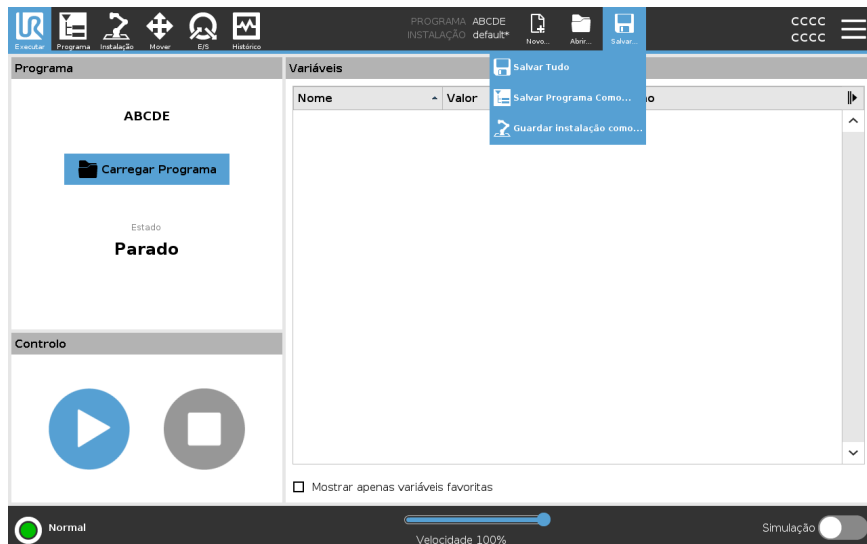 PROGRAMA ABCDE
INSTALAÇÃO default*
Executar Programa Instalação Mover E/S Histórico
Novo... Abrir... Salvar...
CCCC
CCCC
Programa
Variáveis
Salvar Tudo
Salvar Programa Como...
Guardar instalação como...
Nome Valor
ABCDE
Carregar Programa
Estado
Parado
Controlo
Mostrar apenas variáveis favoritas
Normal
Velocidade 100%
Simulação